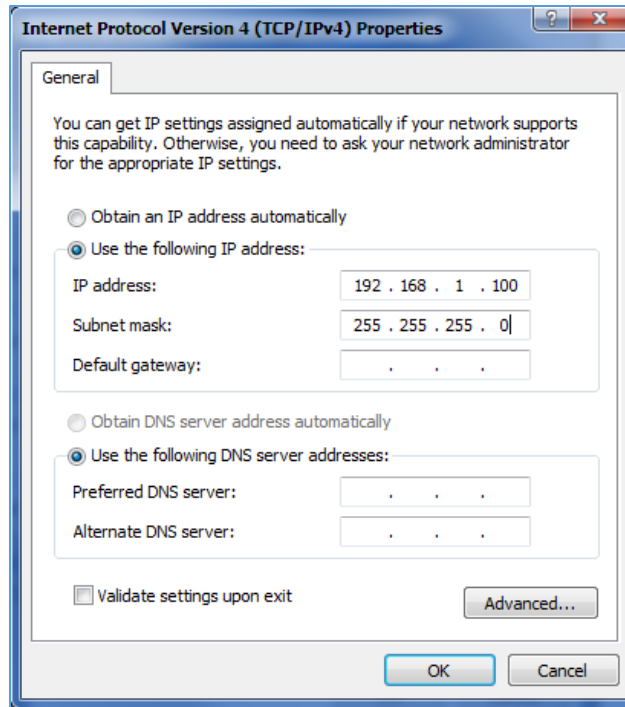 Internet Protocol Version 4 (TCP/IPv4) Properties
General
You can get IP settings assigned automatically if your network supports
this capability. Otherwise, you need to ask your network administrator
for the appropriate IP settings.
Obtain an IP address automatically
Use the following IP address:
IP address: 192 . 168 . 1 . 100
Subnet mask: 255 . 255 . 255 . 0
Default gateway: . . .
Obtain DNS server address automatically
Use the following DNS server addresses:
Preferred DNS server: . . .
Alternate DNS server: . . .
Validate settings upon exit
Advanced...
OK Cancel